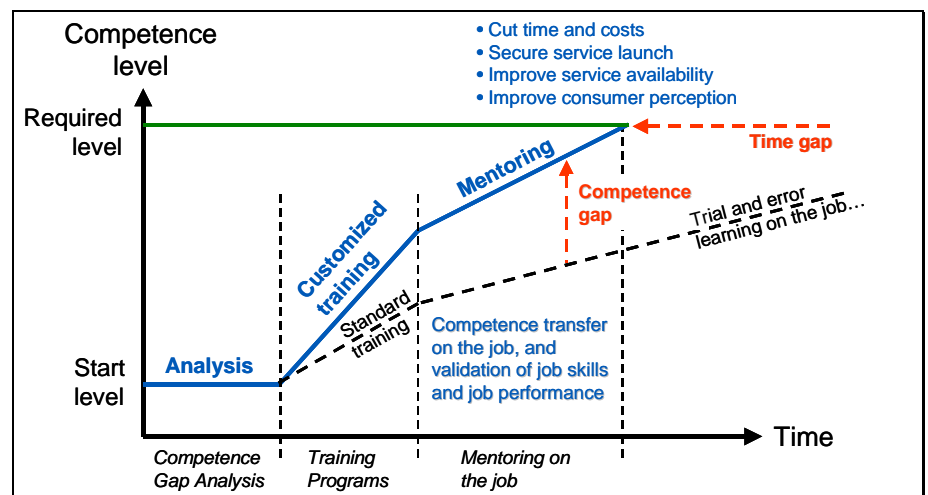 Competence
level
• Cut time and costs
• Secure service launch
• Improve service availability
• Improve consumer perception
Required
level
Time gap
Mentoring
Competence
gap
Trial and error
learning on the job…
Customized
training
Standard
training
Competence transfer
on the job, and
validation of job skills
and job performance
Analysis
Start
level
Time
Competence
Gap Analysis
Training
Programs
Mentoring on
the job